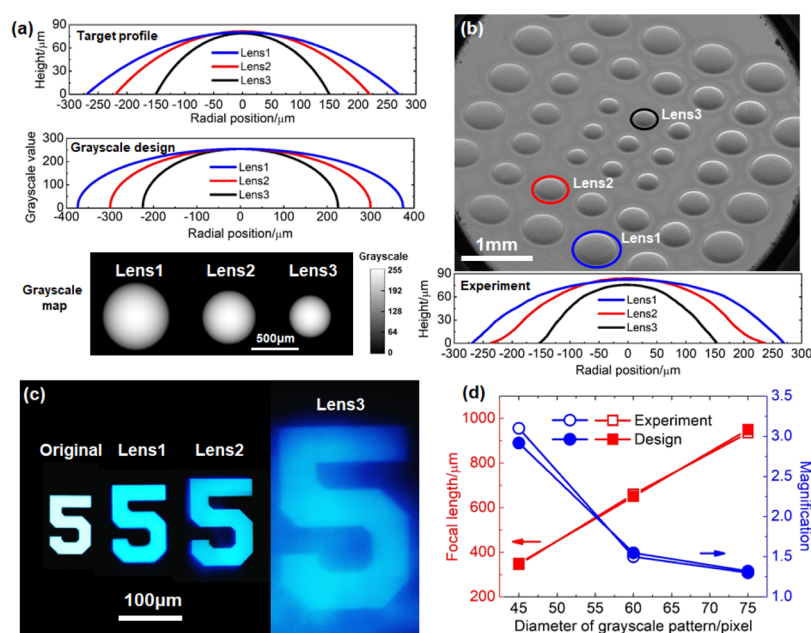 (a)
Target profile
Height/μm
90
60
30
0
Lens1
Lens2
Lens3
-300 -250 -200 -150 -100 -50 0 50 100 150 200 250 300
Radial position/μm
Grayscale design
Grayscale value
300
200
100
0
Lens1
Lens2
Lens3
-400 -300 -200 -100 0 100 200 300 400
Radial position/μm
Grayscale map
Lens1 Lens2 Lens3
500μm
Grayscale
255
192
128
64
0
(b)
Lens3
Lens2
Lens1
1mm
Experiment
Height/μm
90
60
30
0
Lens1
Lens2
Lens3
-300 -250 -200 -150 -100 -50 0 50 100 150 200 250 300
Radial position/μm
(c)
Original Lens1 Lens2 Lens3
5 5 5 5
100μm
(d)
Focal length/μm
1000
800
600
400
200
Experiment
Design
Magnification
3.5
3.0
2.5
2.0
1.5
1.0
45 50 55 60 65 70 75
Diameter of grayscale pattern/pixel